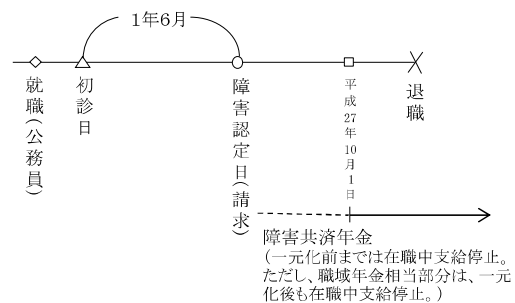 1年6月
就職(公務員)
初診日
障害認定日(請求)
平成27年10月1日
退職
障害共済年金
(一元化前までは在職中支給停止。
ただし、職域年金相当部分は、一元
化後も在職中支給停止。)